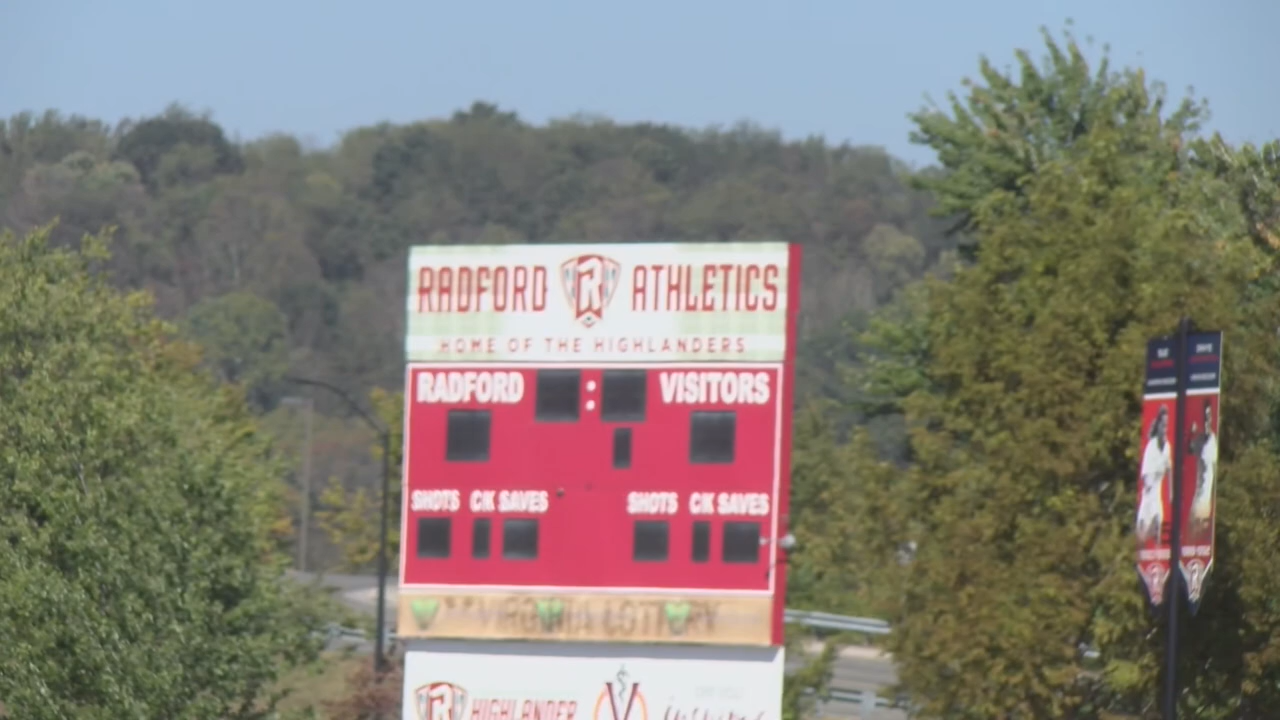 RADFORD R ATHLETICS
HOME OF THE HIGHLANDERS
RADFORD : VISITORS
SHOTS CK SAVES SHOTS CK SAVES
VIRGINIA LOTTERY
R HIGHLANDER V